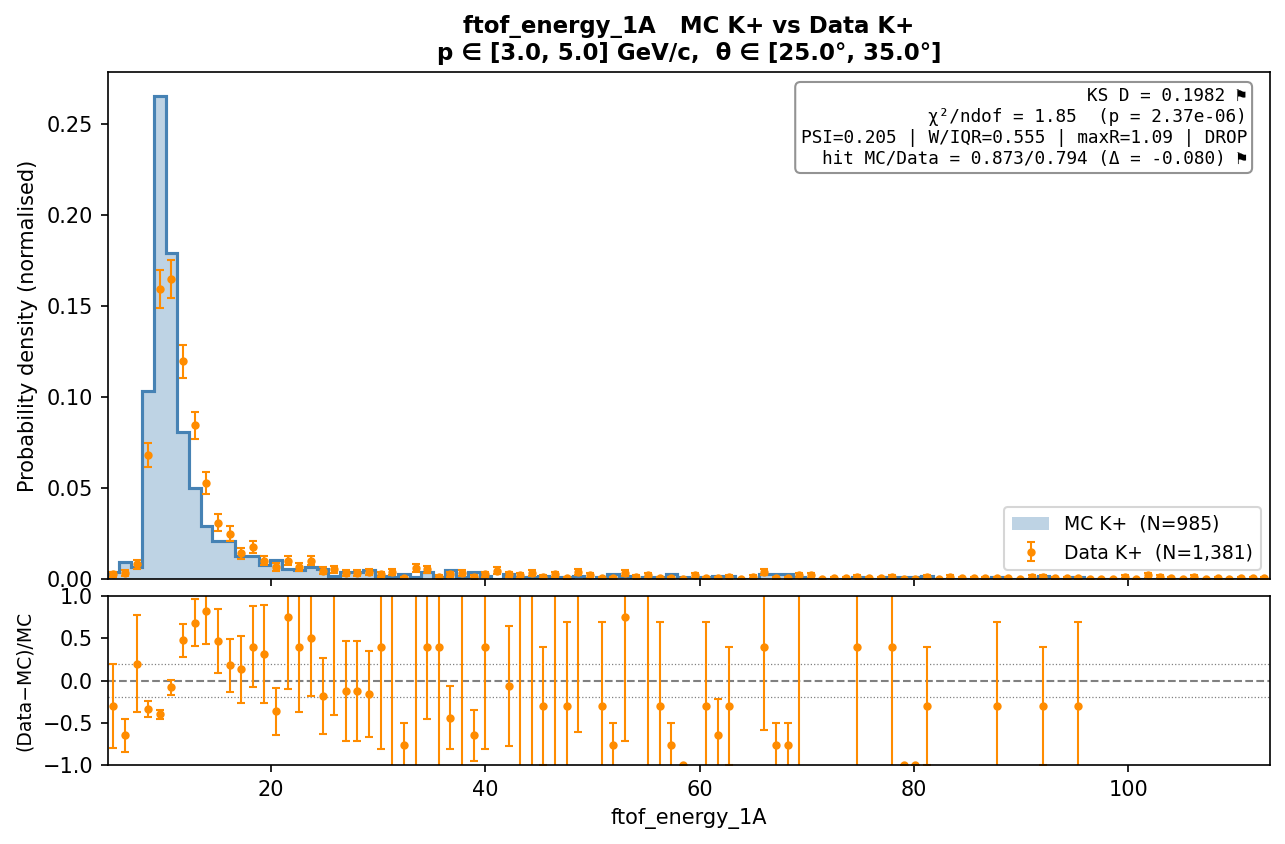 ftof_energy_1A   MC K+ vs Data K+
p ∈ [3.0, 5.0] GeV/c,  θ ∈ [25.0°, 35.0°]
KS D = 0.1982 ⚑
χ²/ndof = 1.85  (p = 2.37e-06)
PSI=0.205 | W/IQR=0.555 | maxR=1.09 | DROP
hit MC/Data = 0.873/0.794 (Δ = -0.080) ⚑
Probability density (normalised)
0.25
0.20
0.15
0.10
0.05
0.00
MC K+  (N=985)
Data K+  (N=1,381)
(Data−MC)/MC
1.0
0.5
0.0
−0.5
−1.0
20 40 60 80 100
ftof_energy_1A